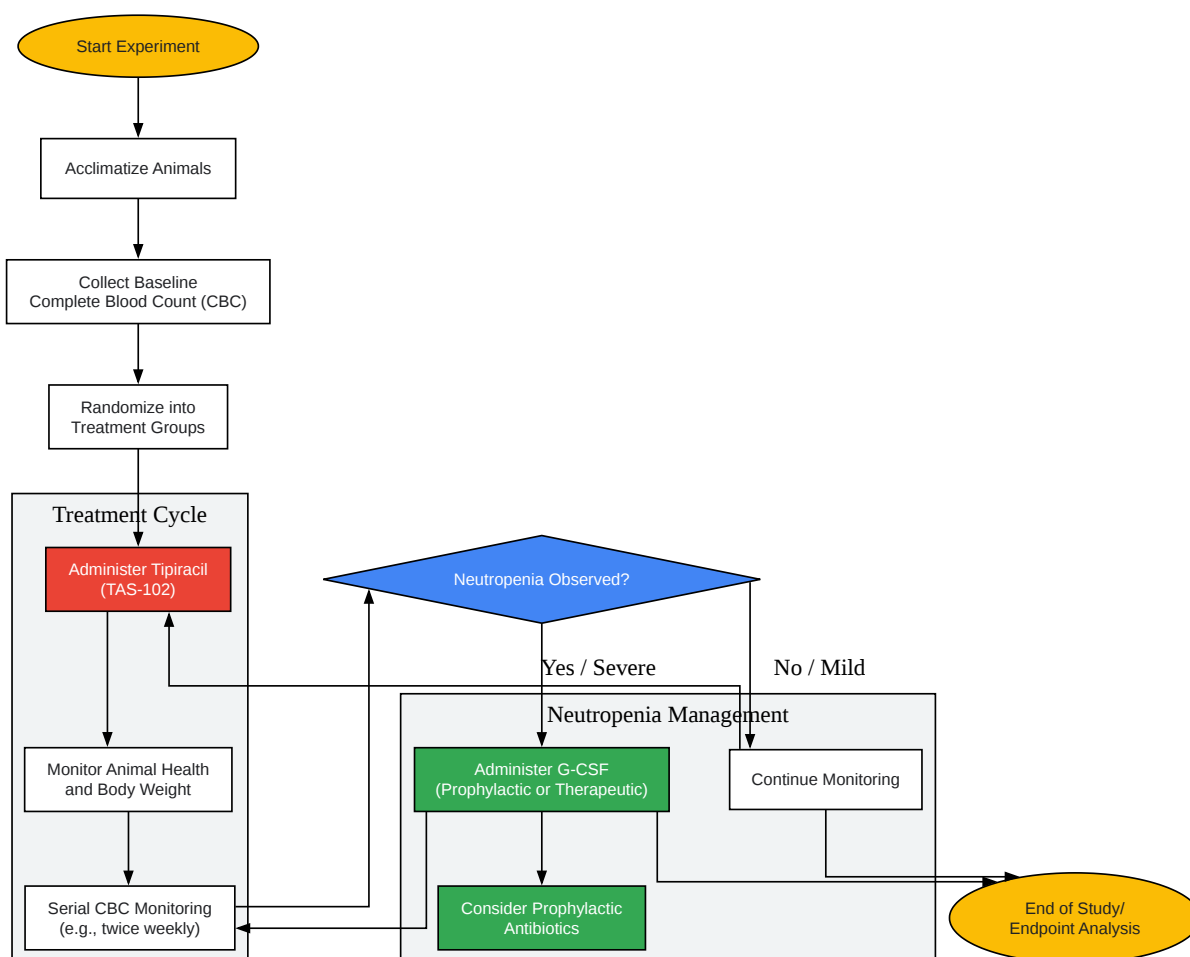 Start Experiment
Acclimatize Animals
Collect Baseline
Complete Blood Count (CBC)
Randomize into
Treatment Groups
Treatment Cycle
Administer Tipiracil
(TAS-102)
Monitor Animal Health
and Body Weight
Serial CBC Monitoring
(e.g., twice weekly)
Neutropenia Observed?
Yes / Severe
No / Mild
Neutropenia Management
Administer G-CSF
(Prophylactic or Therapeutic)
Continue Monitoring
Consider Prophylactic
Antibiotics
End of Study/
Endpoint Analysis